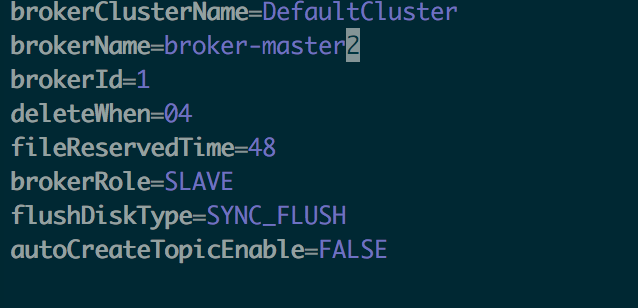 brokerClusterName=DefaultCluster
brokerName=broker-master2
brokerId=1
deleteWhen=04
fileReservedTime=48
brokerRole=SLAVE
flushDiskType=SYNC_FLUSH
autoCreateTopicEnable=FALSE